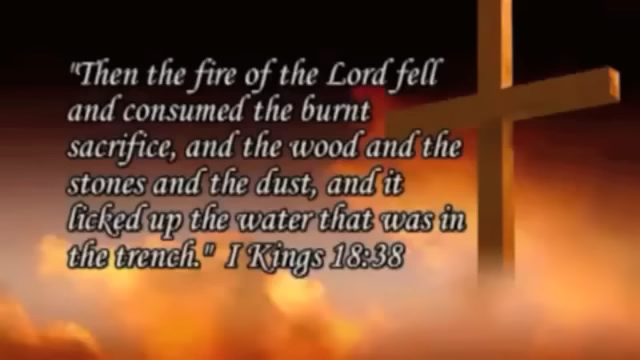 "Then the fire of the Lord fell
and consumed the burnt
sacrifice, and the wood and the
stones and the dust, and it
licked up the water that was in
the trench."  I Kings 18:38